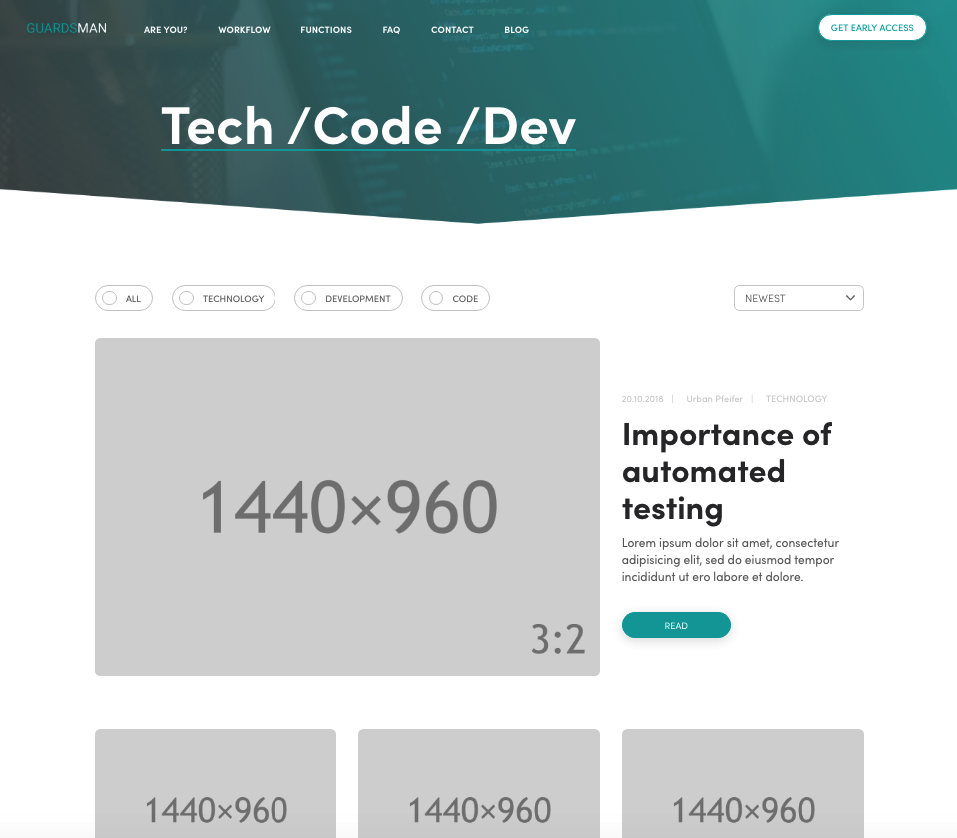 GUARDSMAN
ARE YOU? WORKFLOW FUNCTIONS FAQ CONTACT BLOG
GET EARLY ACCESS
Tech /Code /Dev
ALL TECHNOLOGY DEVELOPMENT CODE
NEWEST
1440×960
3:2
20.10.2018 | Urban Pfeifer | TECHNOLOGY
Importance of
automated
testing
Lorem ipsum dolor sit amet, consectetur
adipisicing elit, sed do eiusmod tempor
incididunt ut ero labore et dolore.
READ
1440×960 1440×960 1440×960